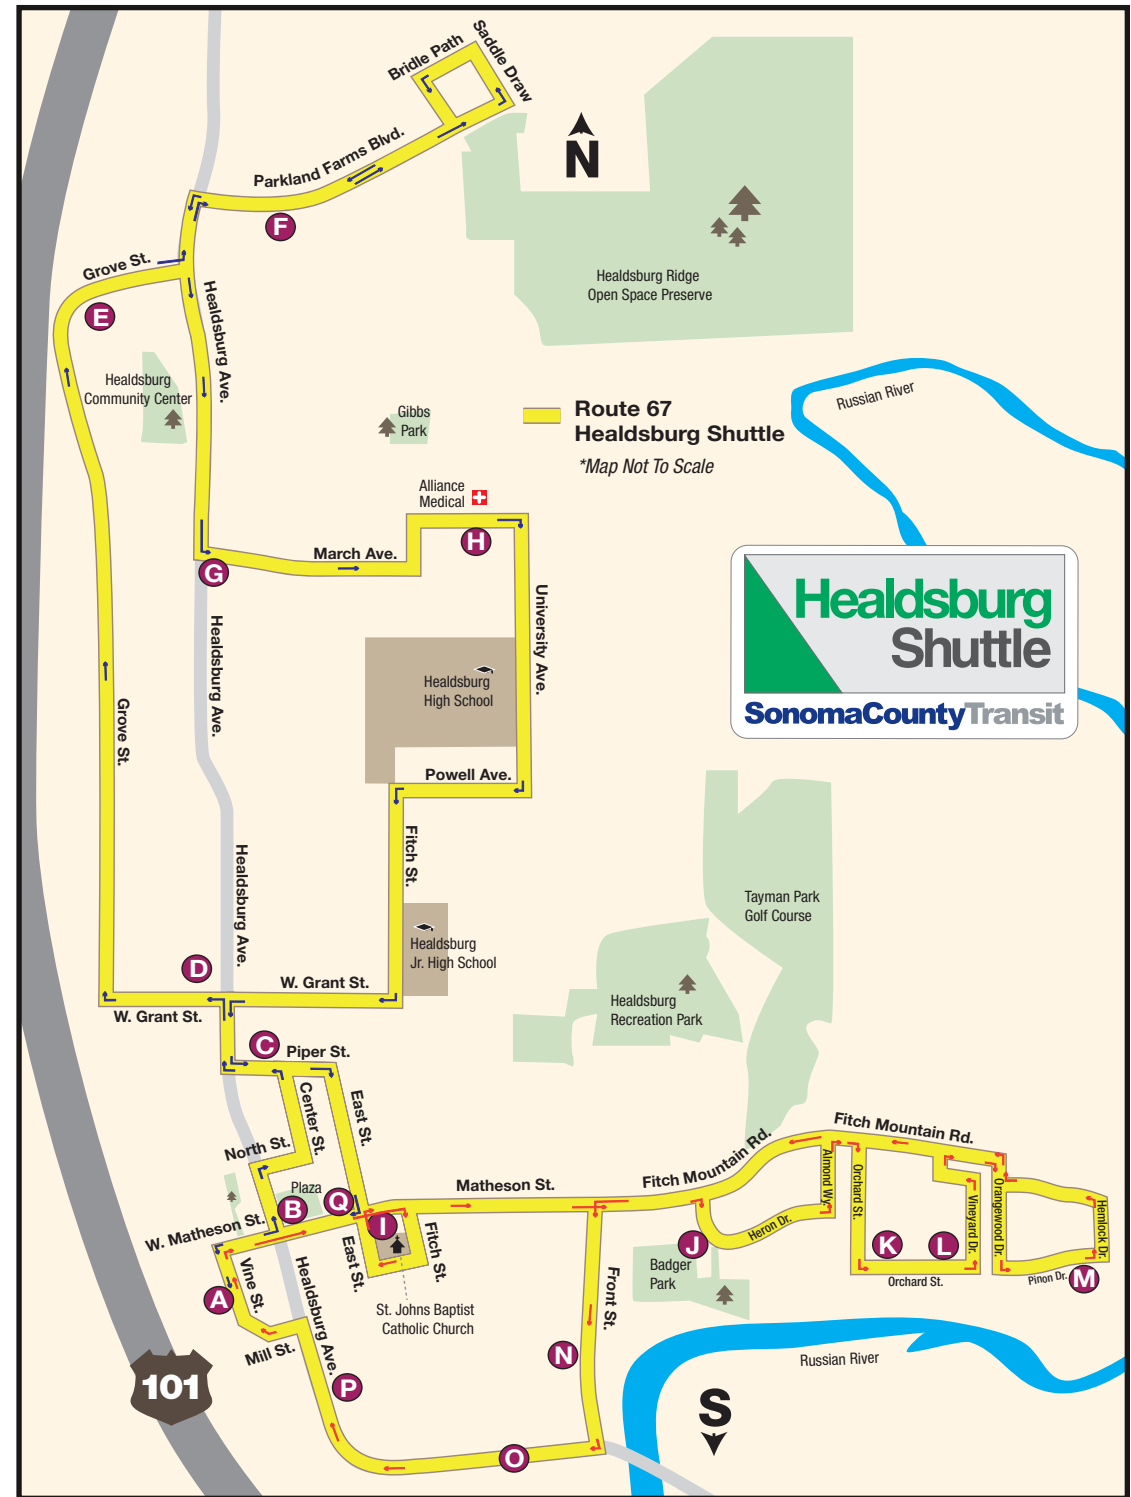 Saddle Draw
Bridle Path
N
Parkland Farms Blvd.
F
Grove St.
E
Healdsburg Ave.
Healdsburg Ridge
Open Space Preserve
Healdsburg
Community Center
Russian River
Gibbs
Park
Route 67
Healdsburg Shuttle
*Map Not To Scale
Alliance
Medical
H
March Ave.
G
University Ave.
Healdsburg
Shuttle
SonomaCountyTransit
Healdsburg Ave.
Healdsburg
High School
Grove St.
Powell Ave.
Fitch St.
Healdsburg Ave.
Tayman Park
Golf Course
Healdsburg
Jr. High School
D
W. Grant St.
W. Grant St.
Healdsburg
Recreation Park
C
Piper St.
Center St.
East St.
North St.
Fitch Mountain Rd.
Fitch Mountain Rd.
Almond Wy.
Orchard St.
Matheson St.
Plaza
Q
B
I
W. Matheson St.
East St.
Fitch St.
J
Heron Dr.
K
L
Vineyard Dr.
Orangewood Dr.
Hemlock Dr.
Orchard St.
Pinon Dr.
M
Badger
Park
A
Vine St.
Healdsburg Ave.
St. Johns Baptist
Catholic Church
Front St.
Mill St.
N
Russian River
101
P
S
O